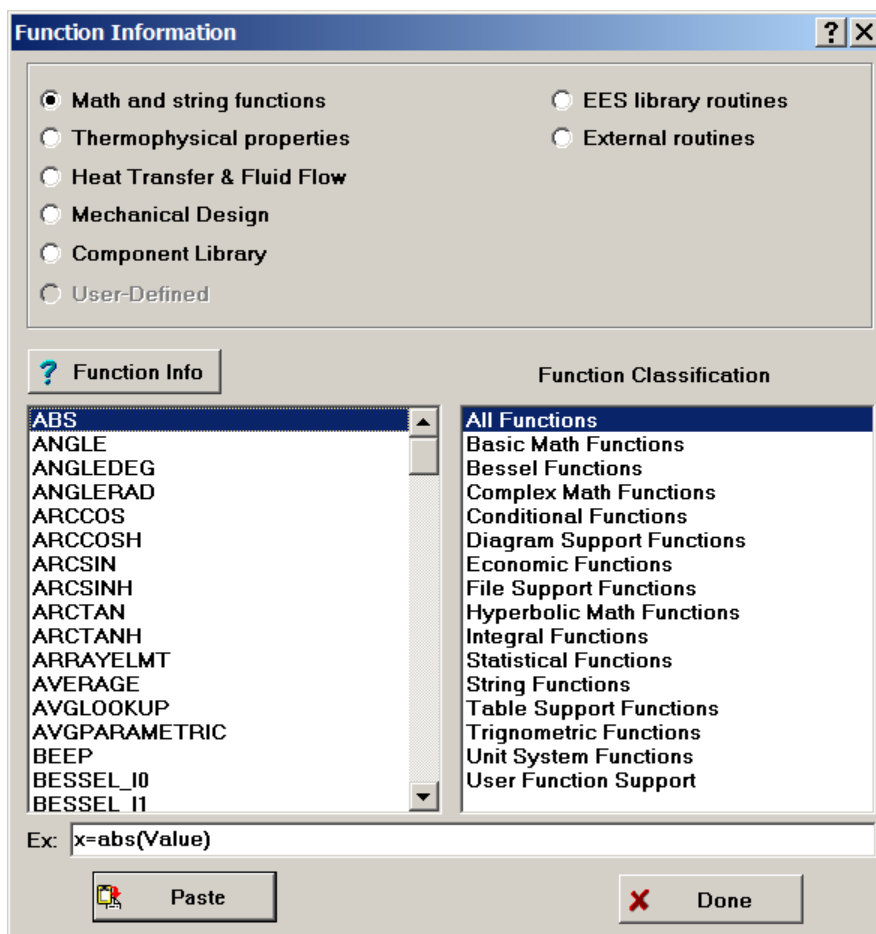 Function Information
Math and string functions
EES library routines
Thermophysical properties
External routines
Heat Transfer & Fluid Flow
Mechanical Design
Component Library
User-Defined
? Function Info
Function Classification
ABS
ANGLE
ANGLEDEG
ANGLERAD
ARCCOS
ARCCOSH
ARCSIN
ARCSINH
ARCTAN
ARCTANH
ARRAYELMT
AVERAGE
AVGLOOKUP
AVGPARAMETRIC
BEEP
BESSEL_I0
BESSEL_I1
All Functions
Basic Math Functions
Bessel Functions
Complex Math Functions
Conditional Functions
Diagram Support Functions
Economic Functions
File Support Functions
Hyperbolic Math Functions
Integral Functions
Statistical Functions
String Functions
Table Support Functions
Trignometric Functions
Unit System Functions
User Function Support
Ex: x=abs(Value)
Paste
Done